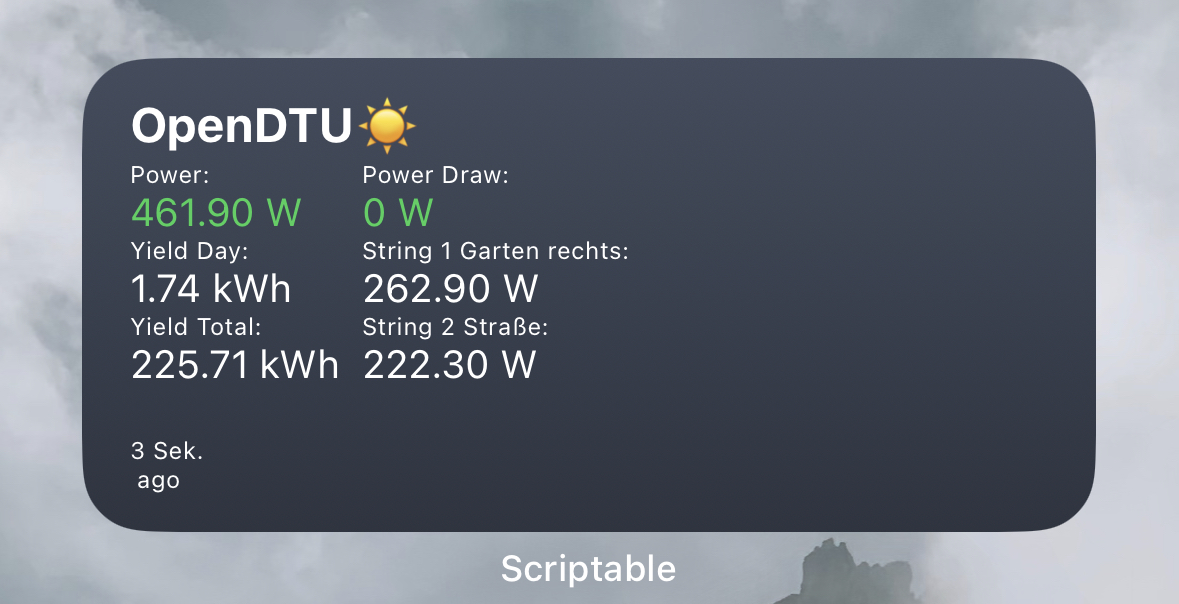 OpenDTU☀️
Power: Power Draw:
461.90 W 0 W
Yield Day: String 1 Garten rechts:
1.74 kWh 262.90 W
Yield Total: String 2 Straße:
225.71 kWh 222.30 W
3 Sek.
ago
Scriptable